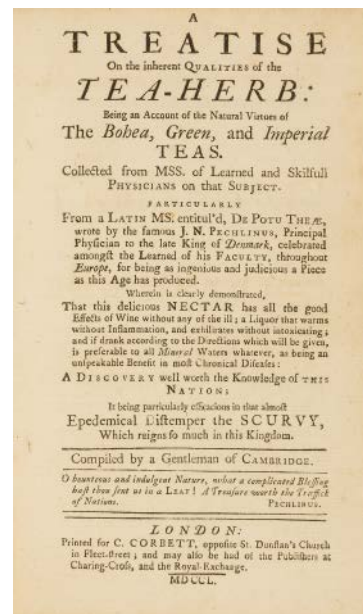 A
TREATISE
On the inherent QUALITIES of the
TEA-HERB:
Being an Account of the Natural Virtues of
The Bohea, Green, and Imperial
TEAS.
Collected from MSS. of Learned and Skilfull
PHYSICIANS on that SUBJECT.
PARTICULARLY
From a LATIN MS. entitul'd, DE POTU THEÆ,
wrote by the famous J. N. PECHLINUS, Principal
Phyſician to the late King of Denmark, celebrated
amongſt the Learned of his FACULTY, throughout
Europe, for being as ingenious and judicious a Piece
as this Age has produced.
Wherein is clearly demonſtrated,
That this delicious NECTAR has all the good
Effects of Wine without any of the ill; a Liquor that warms
without Inflammation, and exhilirates without intoxicating;
and if drank according to the Directions which will be given,
is preferable to all Mineral Waters whatever, as being an
unſpeakable Benefit in moſt Chronical Diſeaſes:
A DISCOVERY well worth the Knowledge of THIS
NATION;
It being particularly efficacious in that almoſt
Epedemical Diſtemper the SCURVY,
Which reigns ſo much in this Kingdom.
Compiled by a Gentleman of CAMBRIDGE.
O bounteous and indulgent Nature, what a complicated Bleſſing
haſt thou ſent us in a LEAF! A Treaſure worth the Traffick
of Nations. PECHLINUS.
LONDON:
Printed for C. CORBETT, oppoſite St. Dunſtan's Church
in Fleet-ſtreet; and may alſo be had of the Publiſhers at
Charing-Croſs, and the Royal-Exchange.
MDCCL.